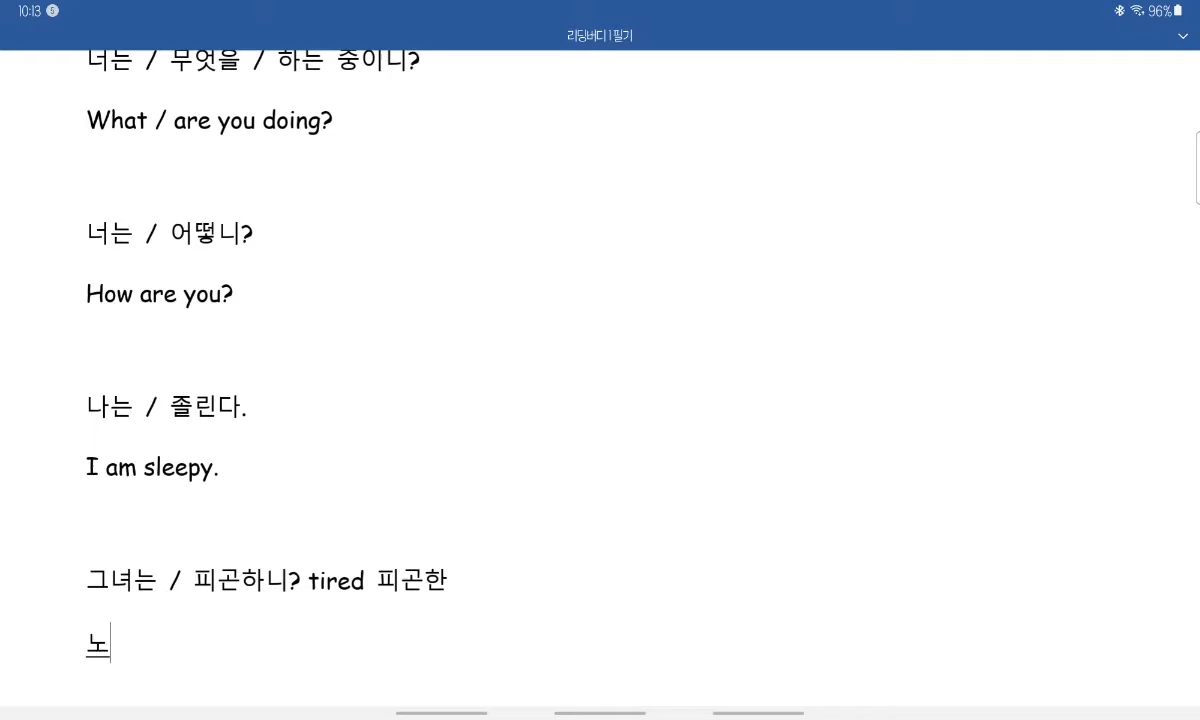 10:13 5 96%
리딩버디 1 필기
너는 / 무엇을 / 하는 중이니?
What / are you doing?
너는 / 어떻니?
How are you?
나는 / 졸린다.
I am sleepy.
그녀는 / 피곤하니? tired 피곤한
노